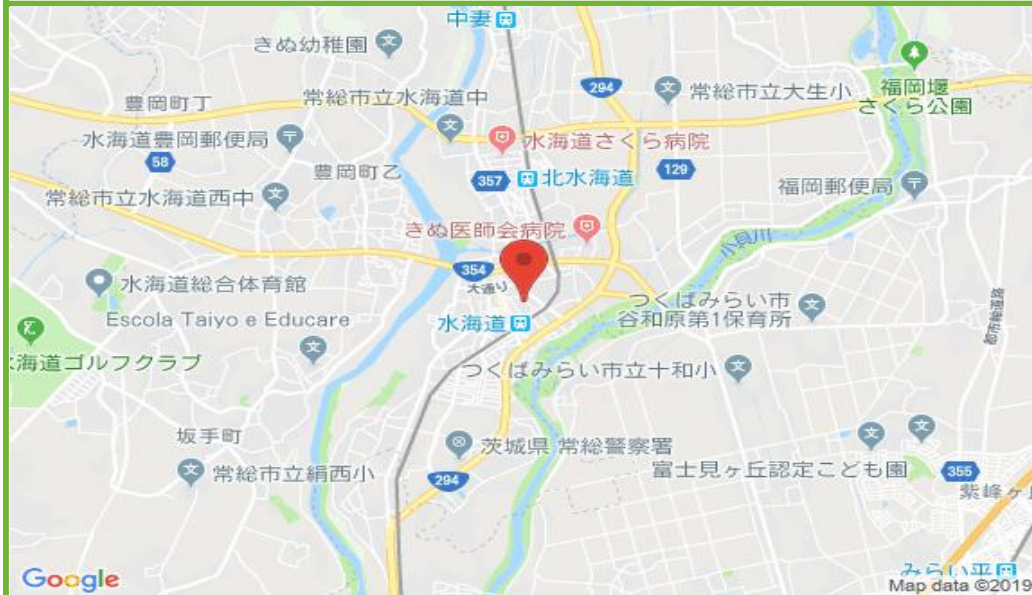 中妻
きぬ幼稚園
294
福岡堰
さくら公園
豊岡町丁
常総市立水海道中
常総市立大生小
水海道豊岡郵便局
水海道さくら病院
58
豊岡町乙
357
北水海道
129
福岡郵便局
常総市立水海道西中
きぬ医師会病院
小貝川
354
大通り
水海道総合体育館
つくばみらい市
谷和原第1保育所
都市軸道路
Escola Taiyo e Educare
水海道
海道ゴルフクラブ
つくばみらい市立十和小
坂手町
茨城県 常総警察署
常総市立絹西小
294
富士見ヶ丘認定こども園
355
紫峰ヶ
みらい平
Google
Map data ©2019